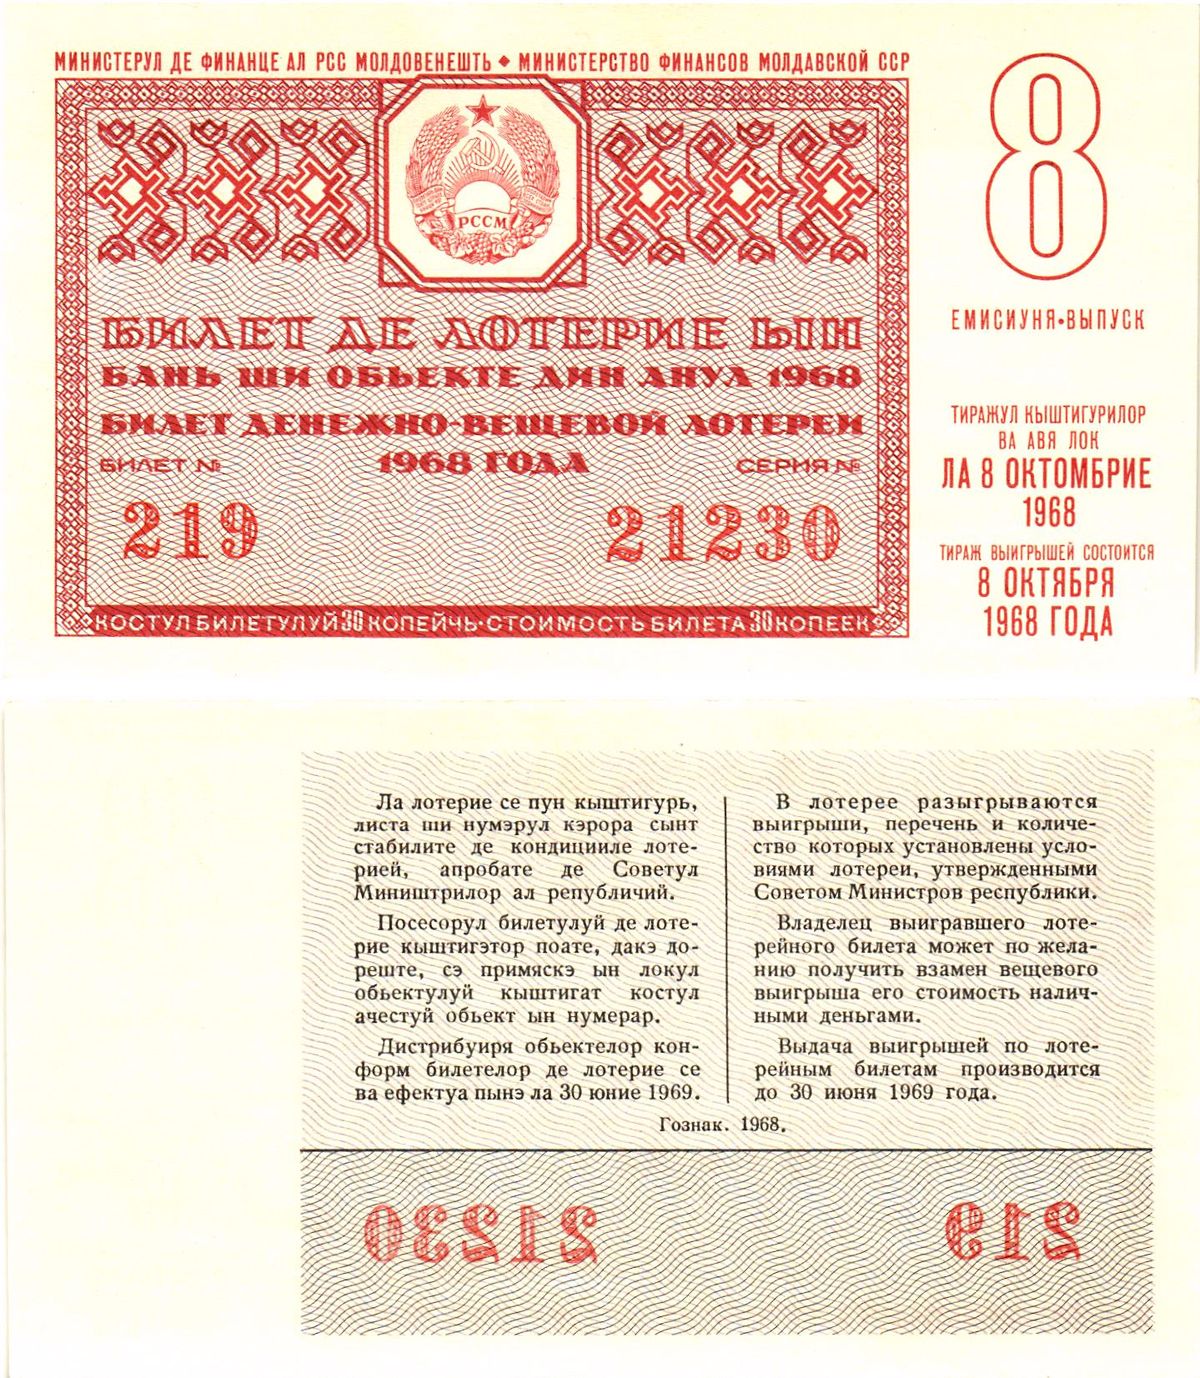 МИНИСТЕРУЛ ДЕ ФИНАНЦЕ АЛ РСС МОЛДОВЕНЕШТЬ ◆ МИНИСТЕРСТВО ФИНАНСОВ МОЛДАВСКОЙ ССР
РССМ
БИЛЕТ ДЕ ЛОТЕРИЕ ЫН
БАНЬ ШИ ОБЬЕКТЕ ДИН АНУЛ 1968
БИЛЕТ ДЕНЕЖНО-ВЕЩЕВОЙ ЛОТЕРЕИ
1968 ГОДА
БИЛЕТ №
СЕРИЯ №
219
21230
КОСТУЛ БИЛЕТУЛУЙ 30 КОПЕЙЧЬ·СТОИМОСТЬ БИЛЕТА 30 КОПЕЕК
8
ЕМИСИУНЯ•ВЫПУСК
ТИРАЖУЛ КЫШТИГУРИЛОР
ВА АВЯ ЛОК
ЛА 8 ОКТОМБРИЕ
1968
ТИРАЖ ВЫИГРЫШЕЙ СОСТОИТСЯ
8 ОКТЯБРЯ
1968 ГОДА
Ла лотерие се пун кыштигурь,
листа ши нумэрул кэрора сынт
стабилите де кондицииле лоте-
рией, апробате де Советул
Миништрилор ал републичий.
Посесорул билетулуй де лоте-
рие кыштигэтор поате, дакэ до-
реште, сэ примяскэ ын локул
обьектулуй кыштигат костул
ачестуй обьект ын нумерар.
Дистрибуиря обьектелор кон-
форм билетелор де лотерие се
ва ефектуа пынэ ла 30 юние 1969.
В лотерее разыгрываются
выигрыши, перечень и количе-
ство которых установлены усло-
виями лотереи, утвержденными
Советом Министров республики.
Владелец выигравшего лоте-
рейного билета может по жела-
нию получить взамен вещевого
выигрыша его стоимость налич-
ными деньгами.
Выдача выигрышей по лоте-
рейным билетам производится
до 30 июня 1969 года.
Гознак. 1968.
21230
219